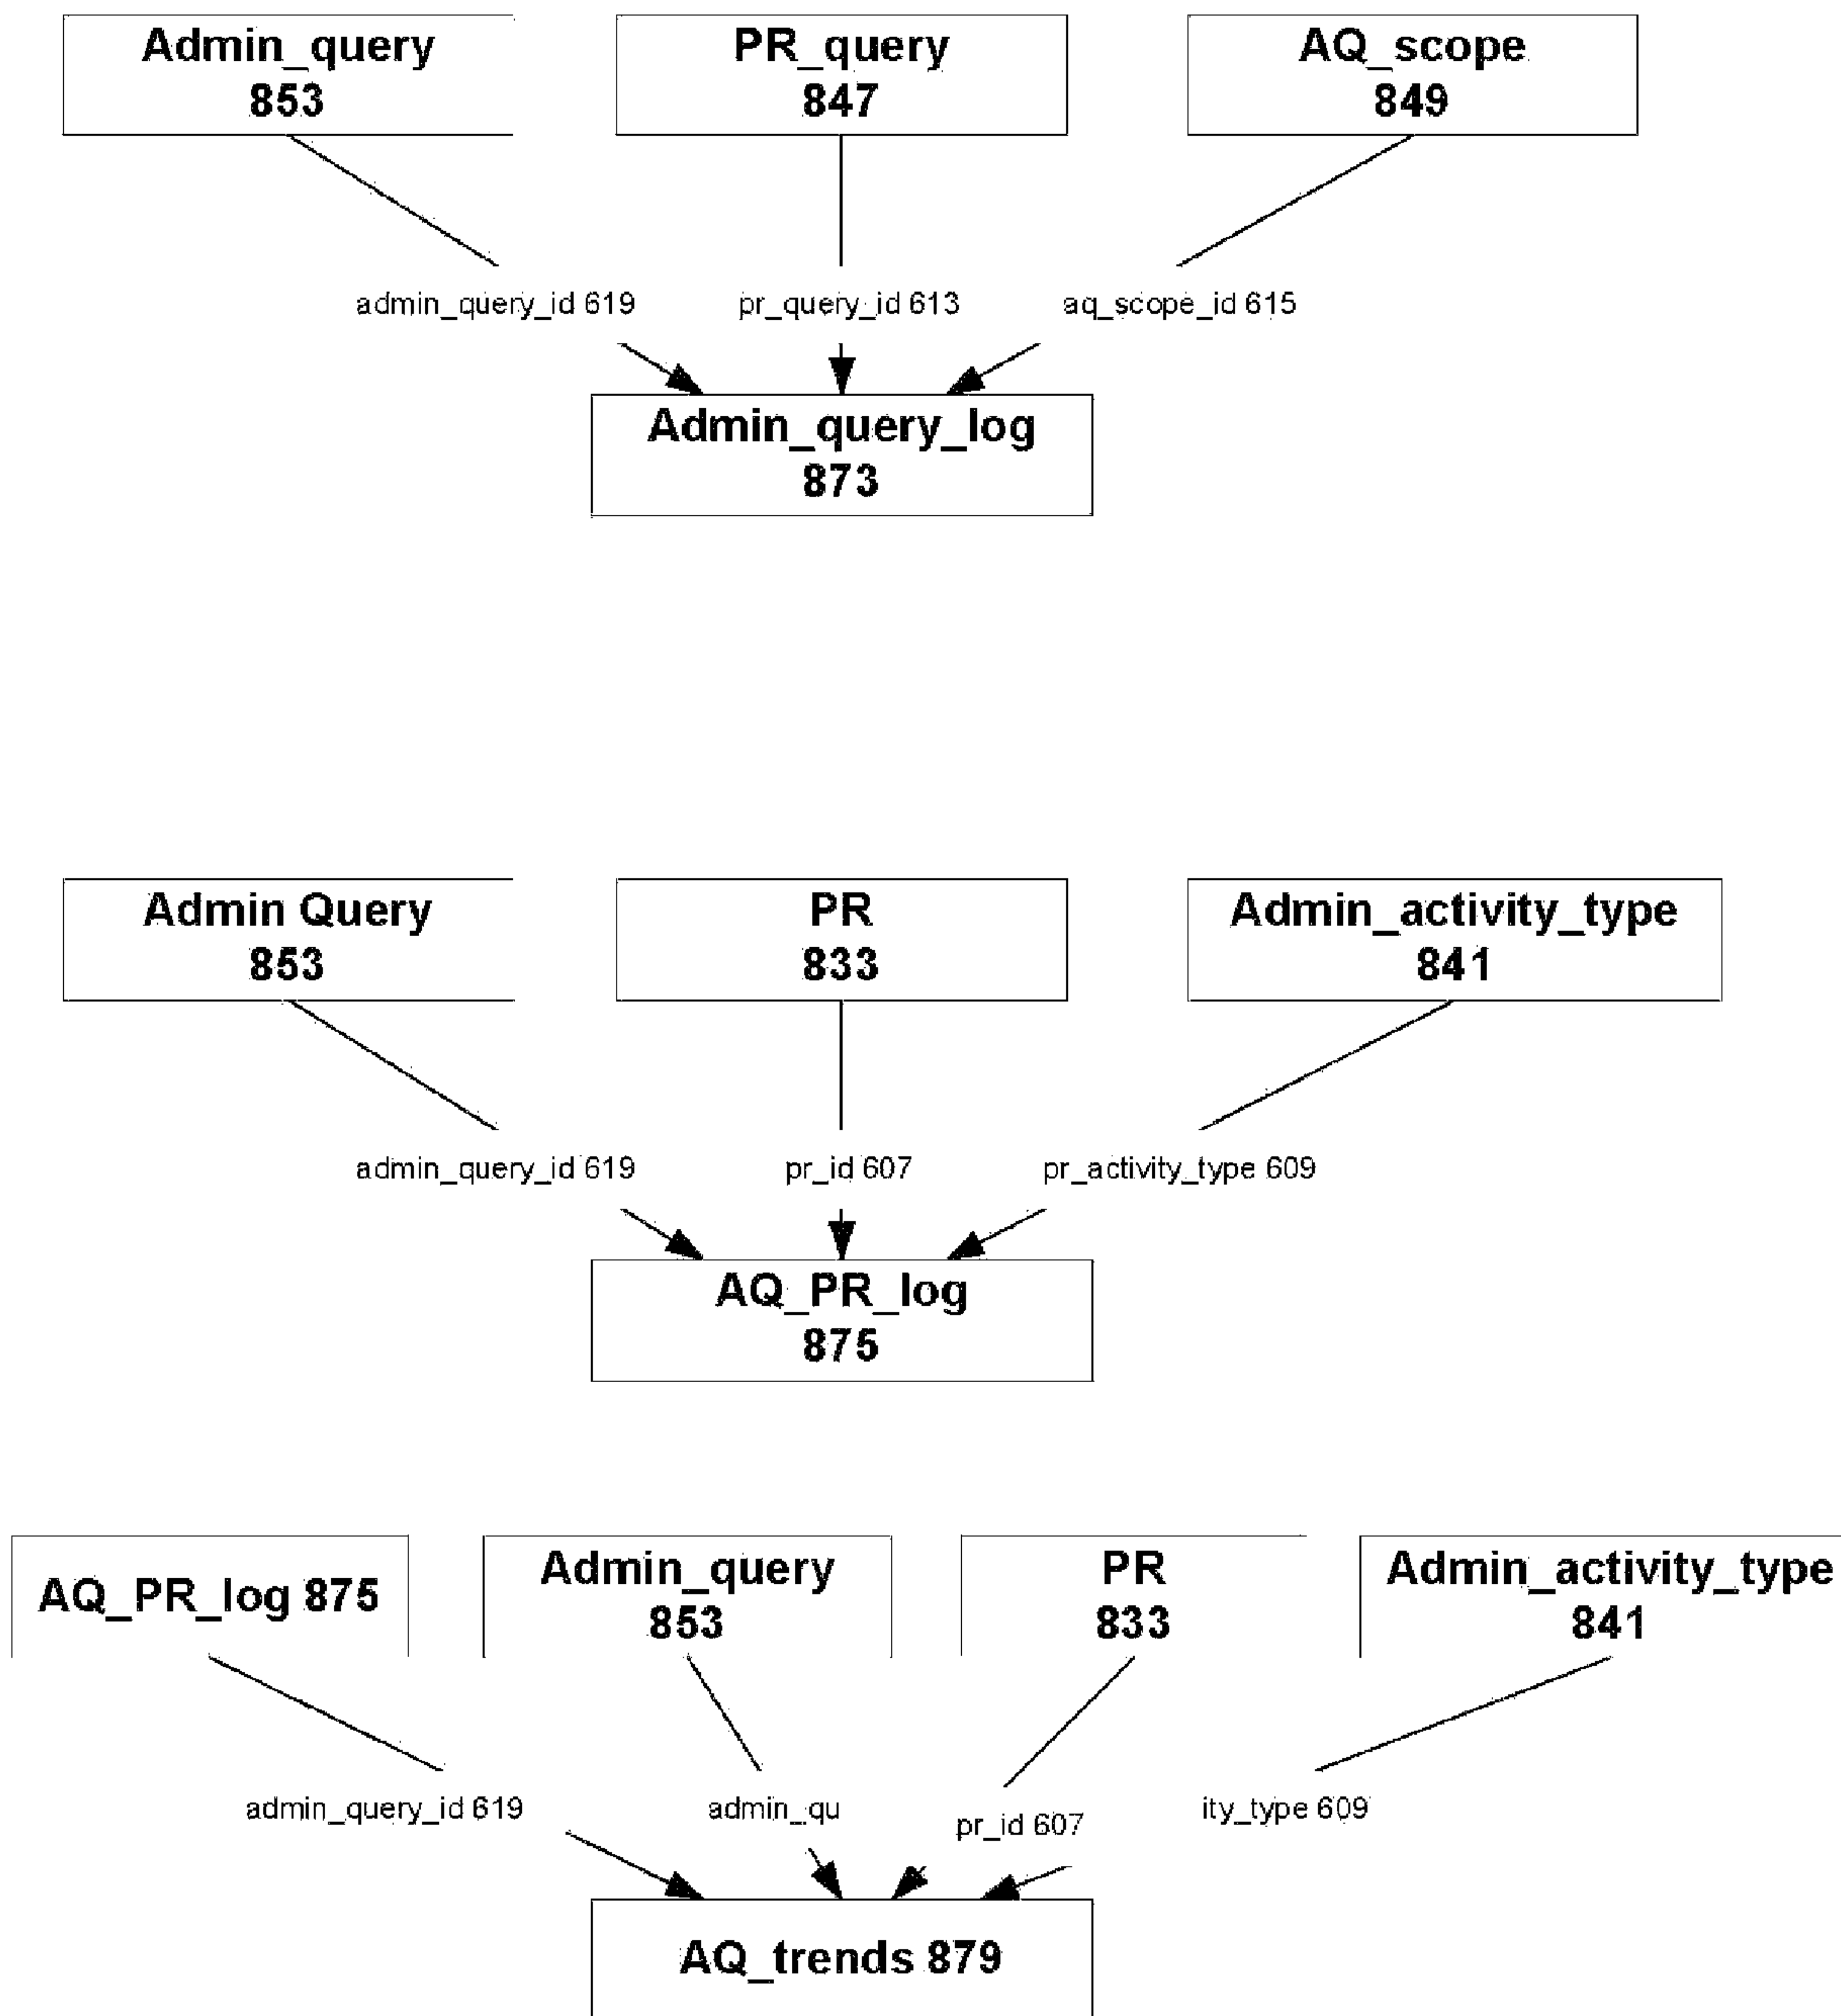 Admin_query
853
PR_query
847
AQ_scope
849
admin_query_id 619
pr_query_id 613
aq_scope_id 615
Admin_query_log
873
Admin Query
853
PR
833
Admin_activity_type
841
admin_query_id 619
pr_id 607
pr_activity_type 609
AQ_PR_log
875
AQ_PR_log 875
Admin_query
853
PR
833
Admin_activity_type
841
admin_query_id 619
admin_qu
pr_id 607
ity_type 609
AQ_trends 879